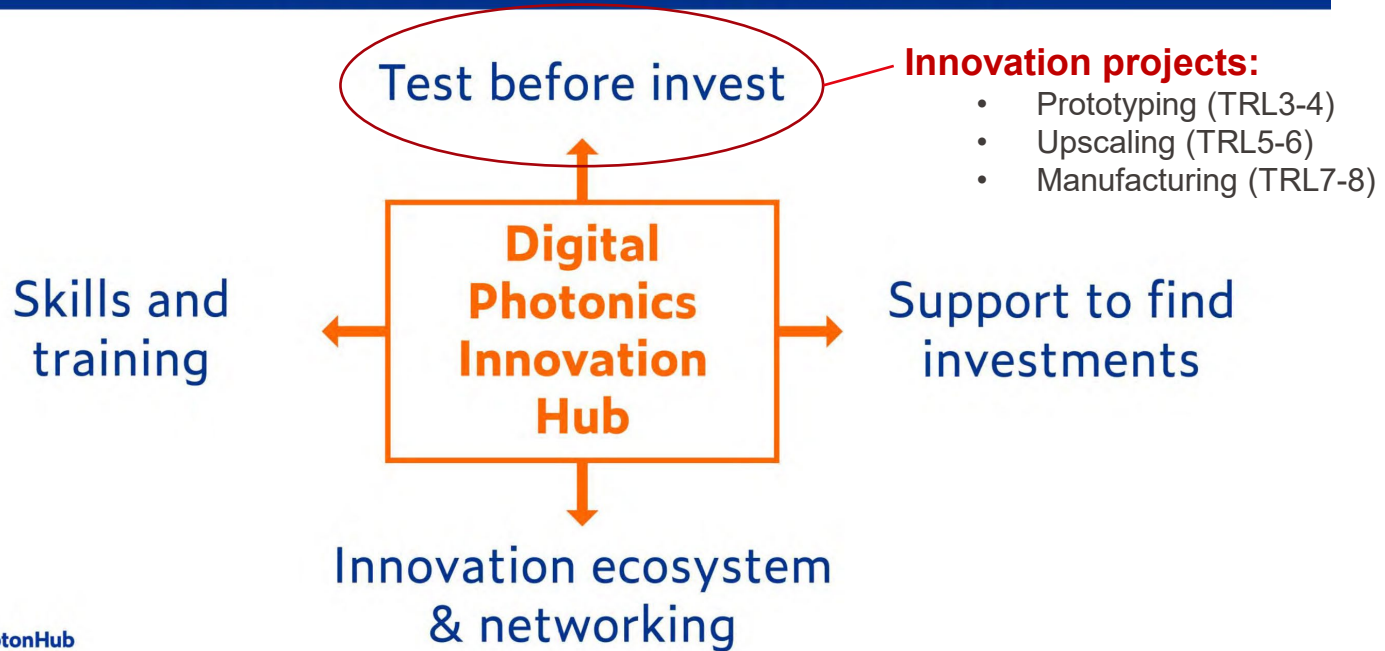 Test before invest
Innovation projects:
• Prototyping (TRL3-4)
• Upscaling (TRL5-6)
• Manufacturing (TRL7-8)
Skills and
training
Digital
Photonics
Innovation
Hub
Support to find
investments
Innovation ecosystem
& networking
otonHub